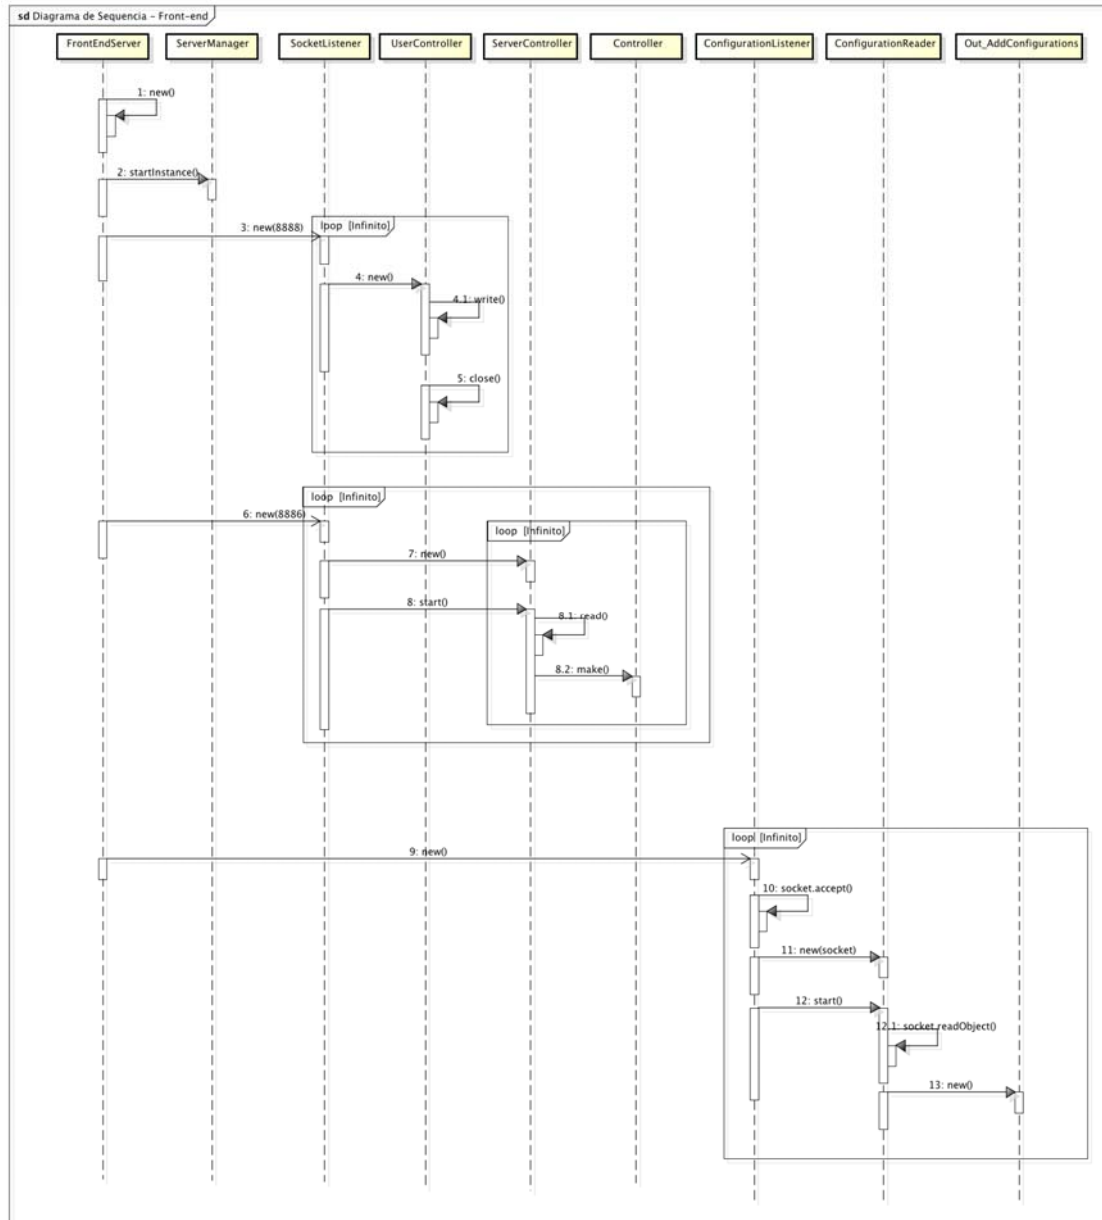 sd Diagrama de Sequencia - Front-end
FrontEndServer
ServerManager
SocketListener
UserController
ServerController
Controller
ConfigurationListener
ConfigurationReader
Out_AddConfigurations
1: new()
2: startInstance()
loop [Infinito]
3: new(8888)
4: new()
4.1: write()
5: close()
loop [Infinito]
6: new(8886)
loop [Infinito]
7: new()
8: start()
8.1: read()
8.2: make()
loop [Infinito]
9: new()
10: socket.accept()
11: new(socket)
12: start()
12.1: socket.readObject()
13: new()